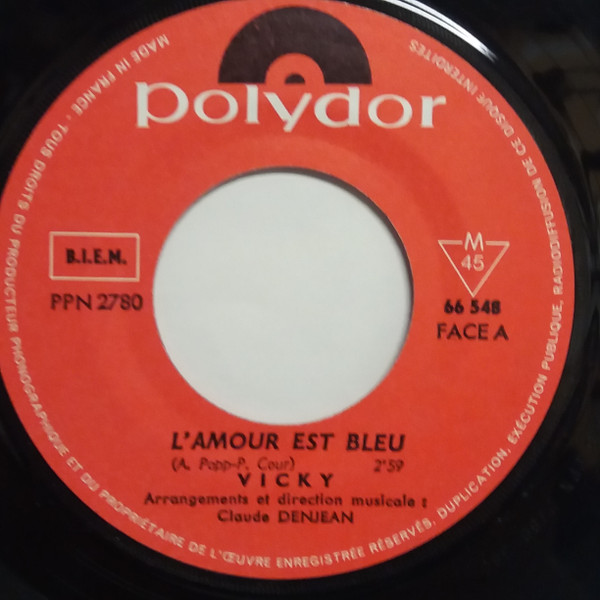 polydor
B.I.E.M.
PPN 2780
M
45
66 548
FACE A
L'AMOUR EST BLEU
(A. Popp-P. Cour) 2'59
VICKY
Arrangements et direction musicale :
Claude DENJEAN
MADE IN FRANCE · TOUS DROITS DU PRODUCTEUR PHONOGRAPHIQUE ET DU PROPRIÉTAIRE DE L'ŒUVRE ENREGISTRÉE RÉSERVÉS. DUPLICATION, EXÉCUTION PUBLIQUE, RADIODIFFUSION DE CE DISQUE INTERDITES